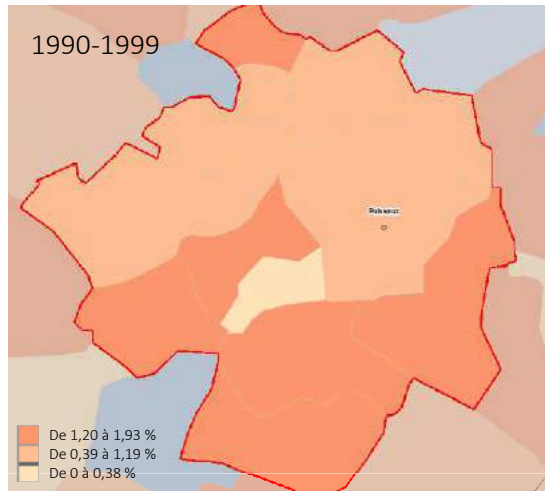 1990-1999
De 1,20 à 1,93 %
De 0,39 à 1,19 %
De 0 à 0,38 %